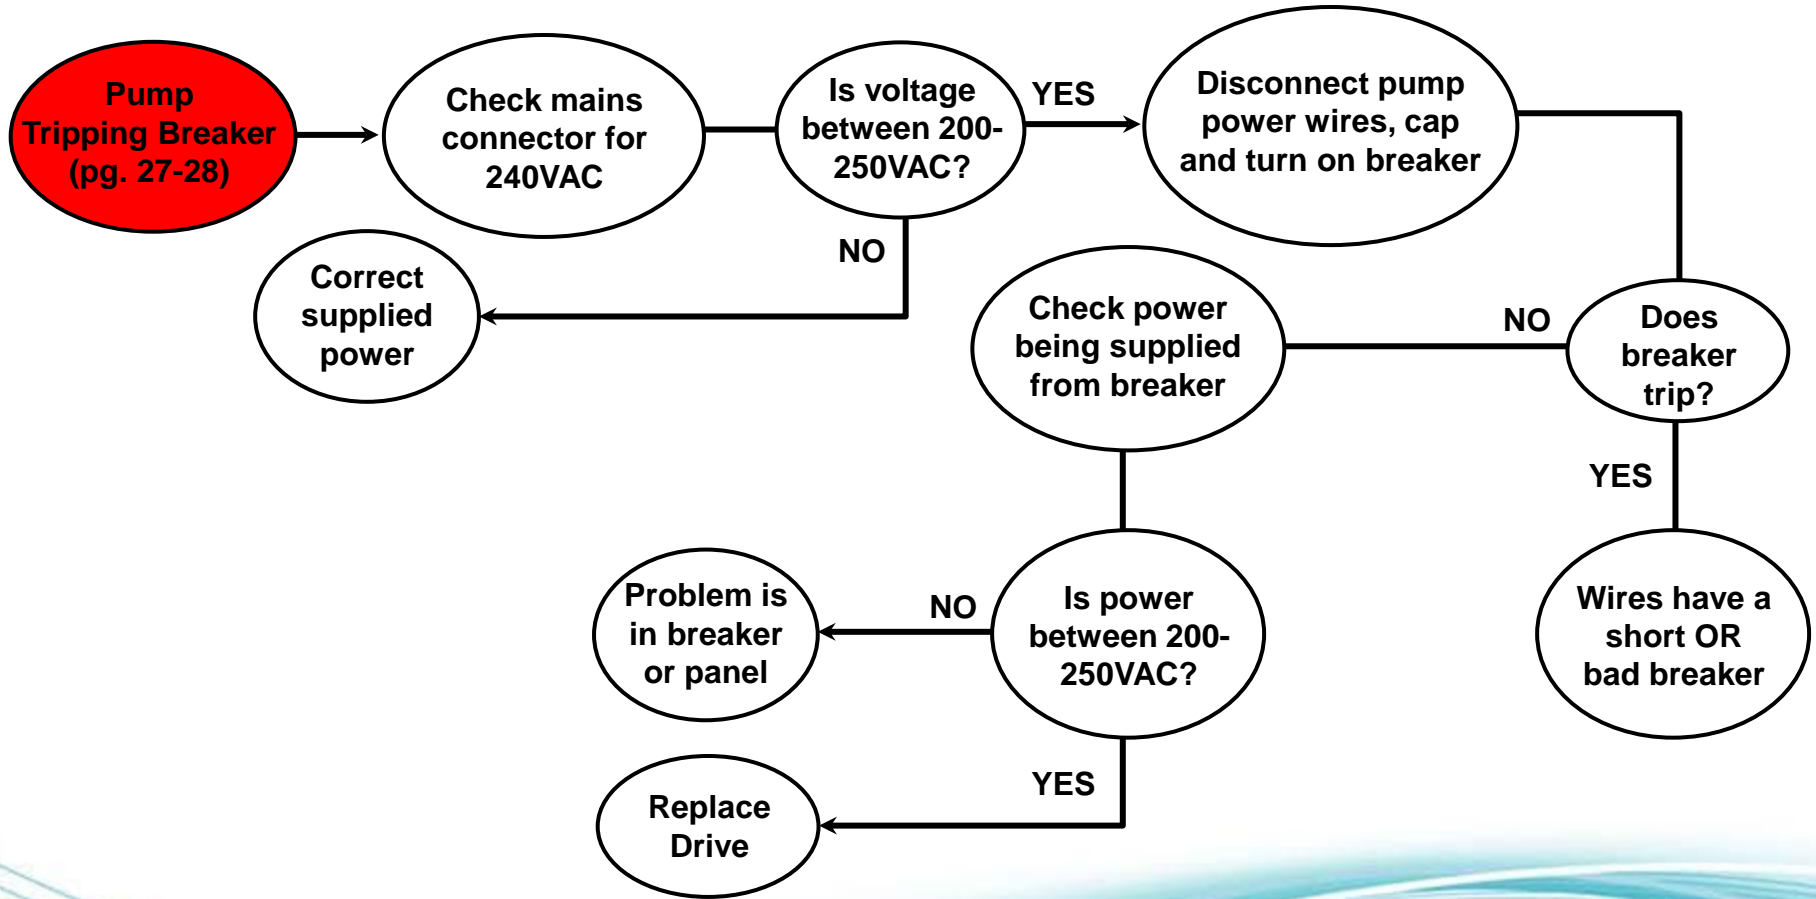 Pump
Tripping Breaker
(pg. 27-28)
Check mains
connector for
240VAC
Is voltage
between 200-
250VAC?
YES
Disconnect pump
power wires, cap
and turn on breaker
NO
Correct
supplied
power
Check power
being supplied
from breaker
NO
Does
breaker
trip?
YES
Problem is
in breaker
or panel
NO
Is power
between 200-
250VAC?
Wires have a
short OR
bad breaker
YES
Replace
Drive